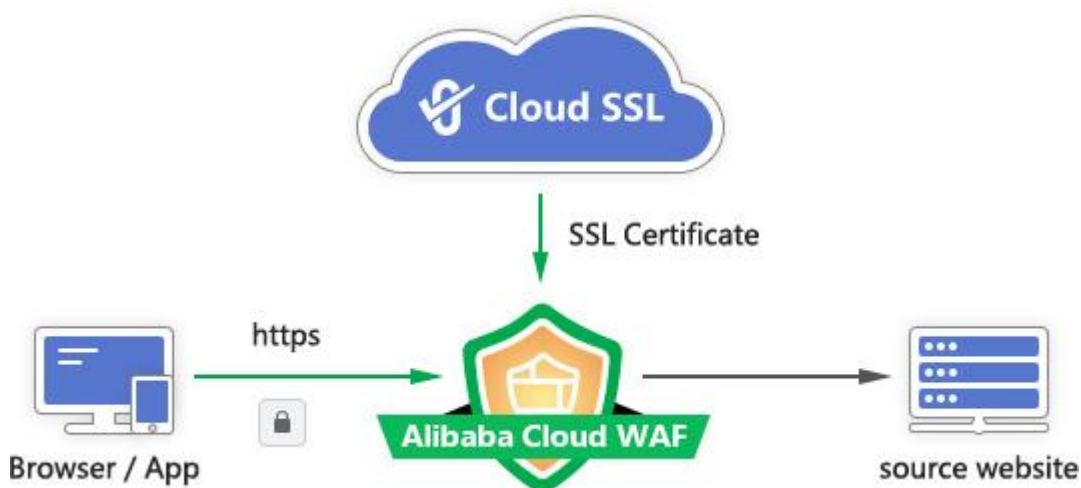 Cloud SSL
SSL Certificate
https
Alibaba Cloud WAF
Browser / App
source website